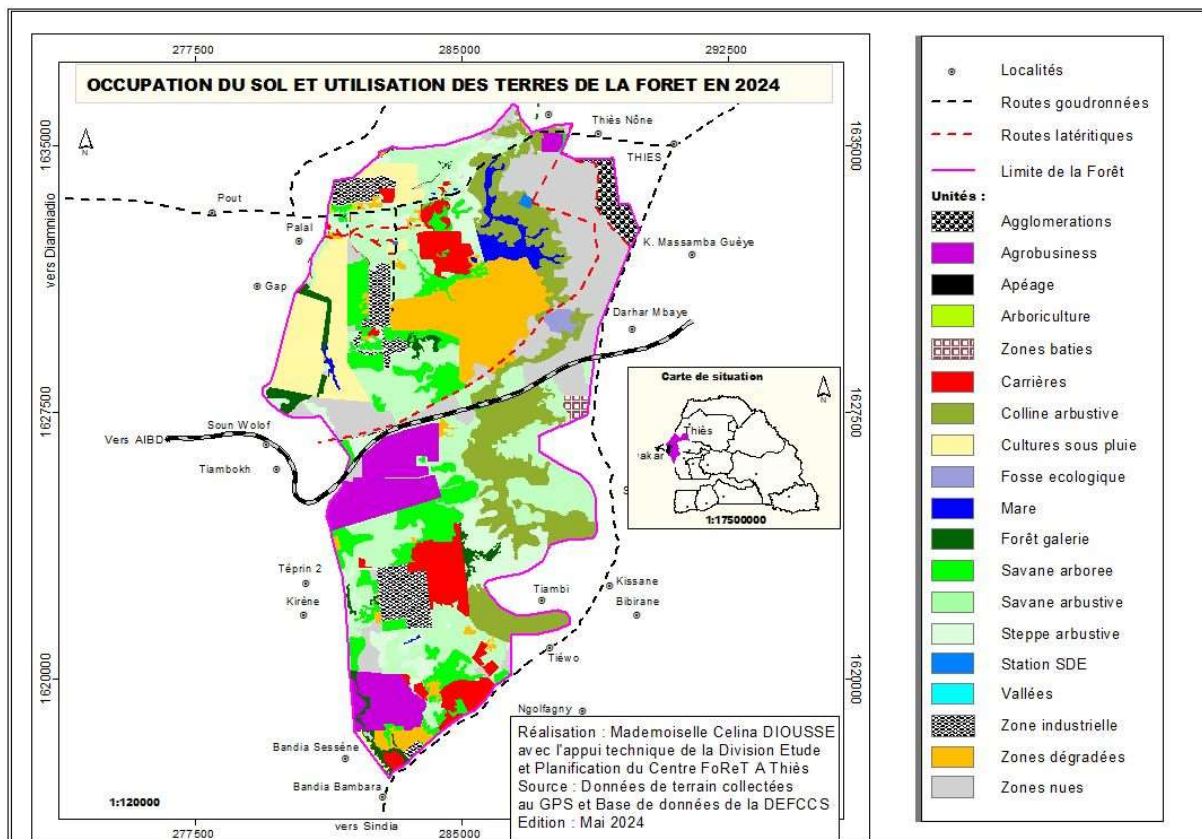 277500
285000
292500
OCCUPATION DU SOL ET UTILISATION DES TERRES DE LA FORET EN 2024
1635000
1635000
N
Thiès Nône
THIES
Pout
Palal
vers Diamniadio
K. Massamba Guèye
Gap
Darhar Mbaye
1627500
1627500
Carte de situation
N
Thiès
akar
1:17500000
Soun Wolof
Vers AIBD
Tiambokh
S
Téprin 2
Kirène
Tiambi
Kissane
Bibirane
Tiéwo
1620000
1620000
Ngolfagny
Bandia Sessène
Bandia Bambara
1:120000
vers Sindia
Réalisation : Mademoiselle Celina DIOUSSE
avec l'appui technique de la Division Etude
et Planification du Centre FoReT A Thiès
Source : Données de terrain collectées
au GPS et Base de données de la DEFCCS
Edition : Mai 2024
277500
285000
Localités
Routes goudronnées
Routes latéritiques
Limite de la Forêt
Unités :
Agglomerations
Agrobusiness
Apéage
Arboriculture
Zones baties
Carrières
Colline arbustive
Cultures sous pluie
Fosse ecologique
Mare
Forêt galerie
Savane arboree
Savane arbustive
Steppe arbustive
Station SDE
Vallées
Zone industrielle
Zones dégradées
Zones nues